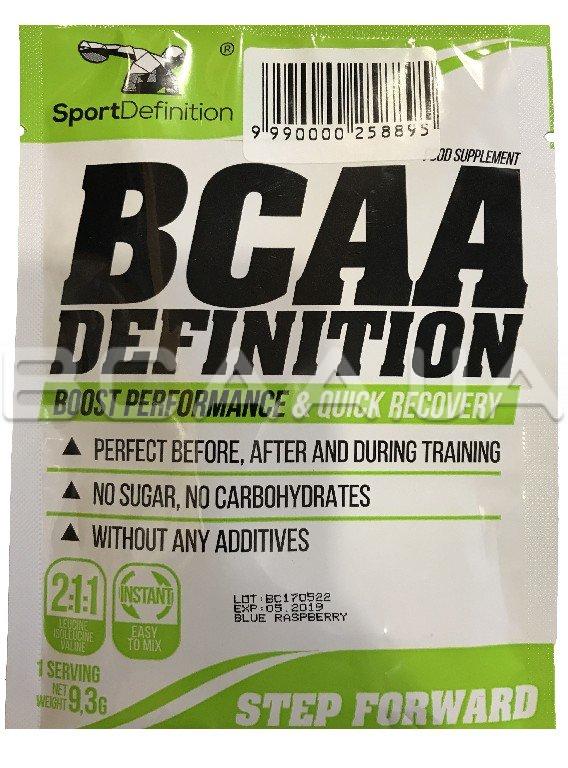 ®
SportDefinition
9 990000 258895
FOOD SUPPLEMENT
BCAA
DEFINITION
BCAA.UA
BOOST PERFORMANCE & QUICK RECOVERY
▲ PERFECT BEFORE, AFTER AND DURING TRAINING
▲ NO SUGAR, NO CARBOHYDRATES
▲ WITHOUT ANY ADDITIVES
2:1:1
LEUCINE
ISOLEUCINE
VALINE
INSTANT
EASY
TO MIX
LOT:BC170522
EXP:05.2019
BLUE RASPBERRY
1 SERVING
NET
WEIGHT 9,3G
STEP FORWARD